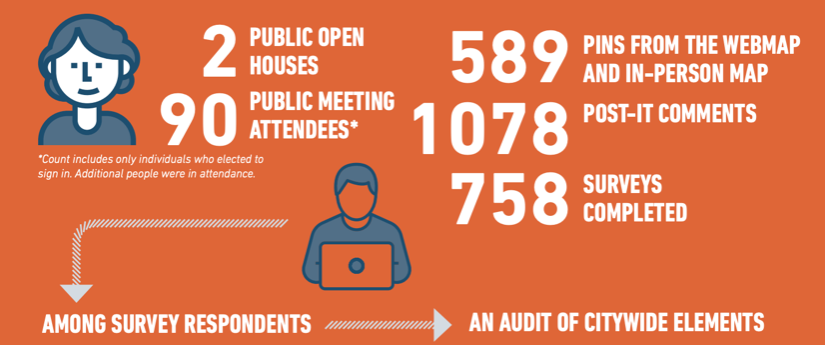 2 PUBLIC OPEN
HOUSES
90 PUBLIC MEETING
ATTENDEES*
*Count includes only individuals who elected to
sign in. Additional people were in attendance.
589 PINS FROM THE WEBMAP
AND IN-PERSON MAP
1078 POST-IT COMMENTS
758 SURVEYS
COMPLETED
AMONG SURVEY RESPONDENTS
AN AUDIT OF CITYWIDE ELEMENTS